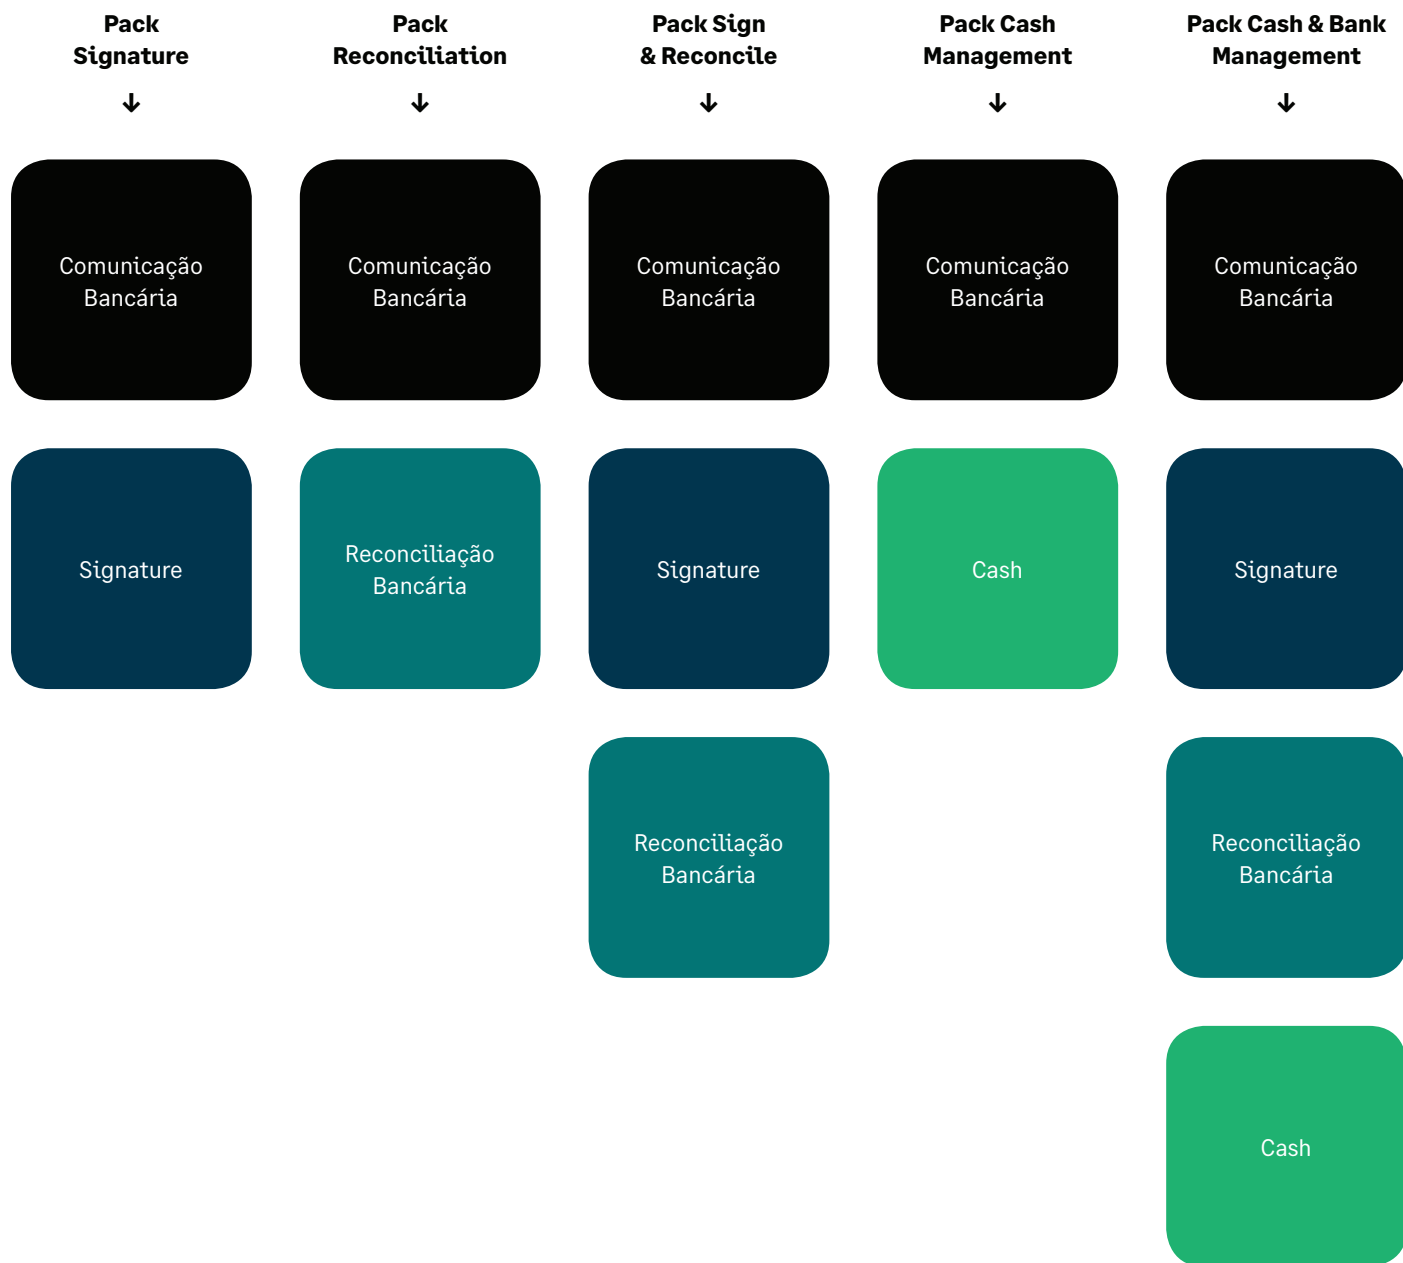 Pack
Signature
↓
Pack
Reconciliation
↓
Pack Sign
& Reconcile
↓
Pack Cash
Management
↓
Pack Cash & Bank
Management
↓
Comunicação
Bancária
Comunicação
Bancária
Comunicação
Bancária
Comunicação
Bancária
Comunicação
Bancária
Signature
Reconciliação
Bancária
Signature
Cash
Signature
Reconciliação
Bancária
Reconciliação
Bancária
Cash